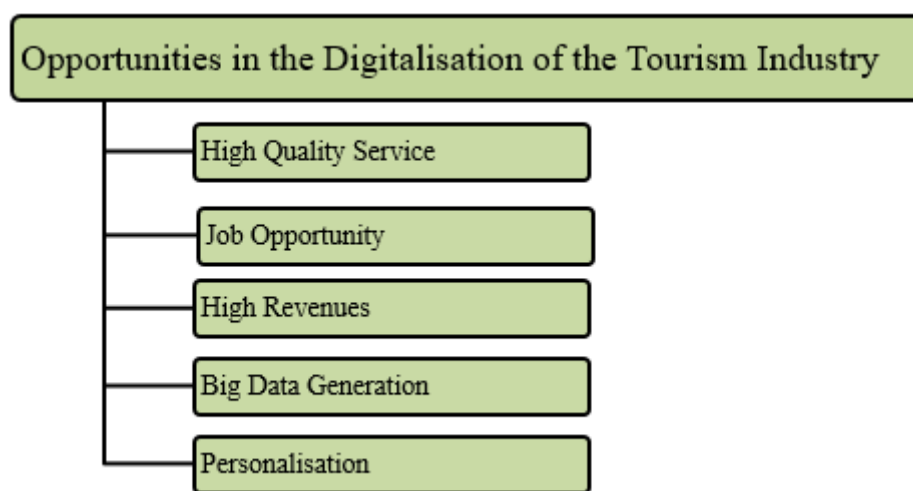 Opportunities in the Digitalisation of the Tourism Industry
High Quality Service
Job Opportunity
High Revenues
Big Data Generation
Personalisation